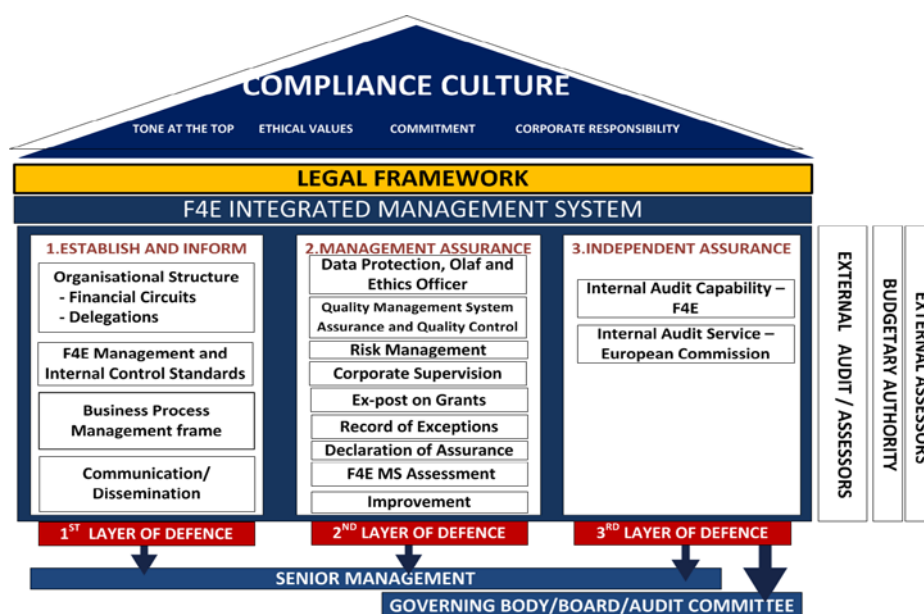 COMPLIANCE CULTURE
TONE AT THE TOP ETHICAL VALUES COMMITMENT CORPORATE RESPONSIBILITY
LEGAL FRAMEWORK
F4E INTEGRATED MANAGEMENT SYSTEM
1.ESTABLISH AND INFORM
Organisational Structure
- Financial Circuits
- Delegations
F4E Management and
Internal Control Standards
Business Process
Management frame
Communication/
Dissemination
1ST LAYER OF DEFENCE
2.MANAGEMENT ASSURANCE
Data Protection, Olaf and
Ethics Officer
Quality Management System
Assurance and Quality Control
Risk Management
Corporate Supervision
Ex-post on Grants
Record of Exceptions
Declaration of Assurance
F4E MS Assessment
Improvement
2ND LAYER OF DEFENCE
3.INDEPENDENT ASSURANCE
Internal Audit Capability –
F4E
Internal Audit Service –
European Commission
3RD LAYER OF DEFENCE
EXTERNAL AUDIT / ASSESSORS
BUDGETARY AUTHORITY
EXTERNAL ASSESSORS
SENIOR MANAGEMENT
GOVERNING BODY/BOARD/AUDIT COMMITTEE